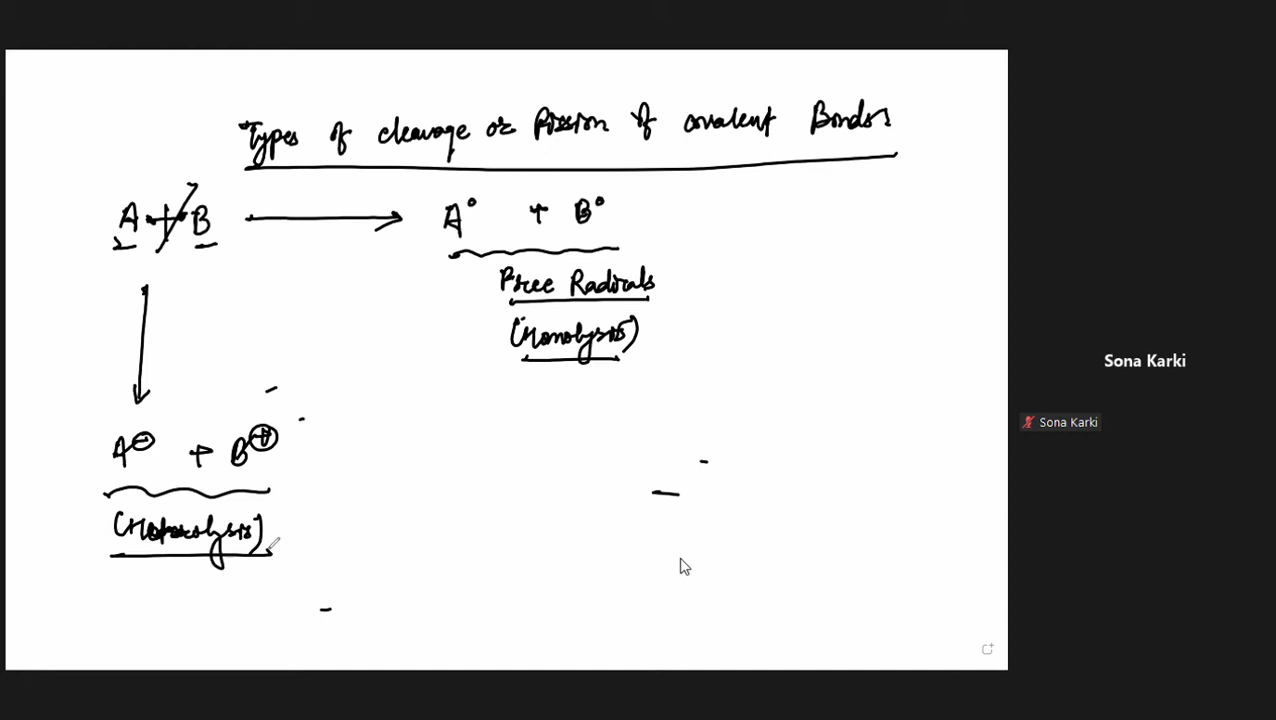 Types of cleavage or Fission of covalent Bonds
A + B ⟶ A° + B°
Free Radicals
(Homolysis)
A⊖ + B⊕
(Heterolysis)
Sona Karki
Sona Karki